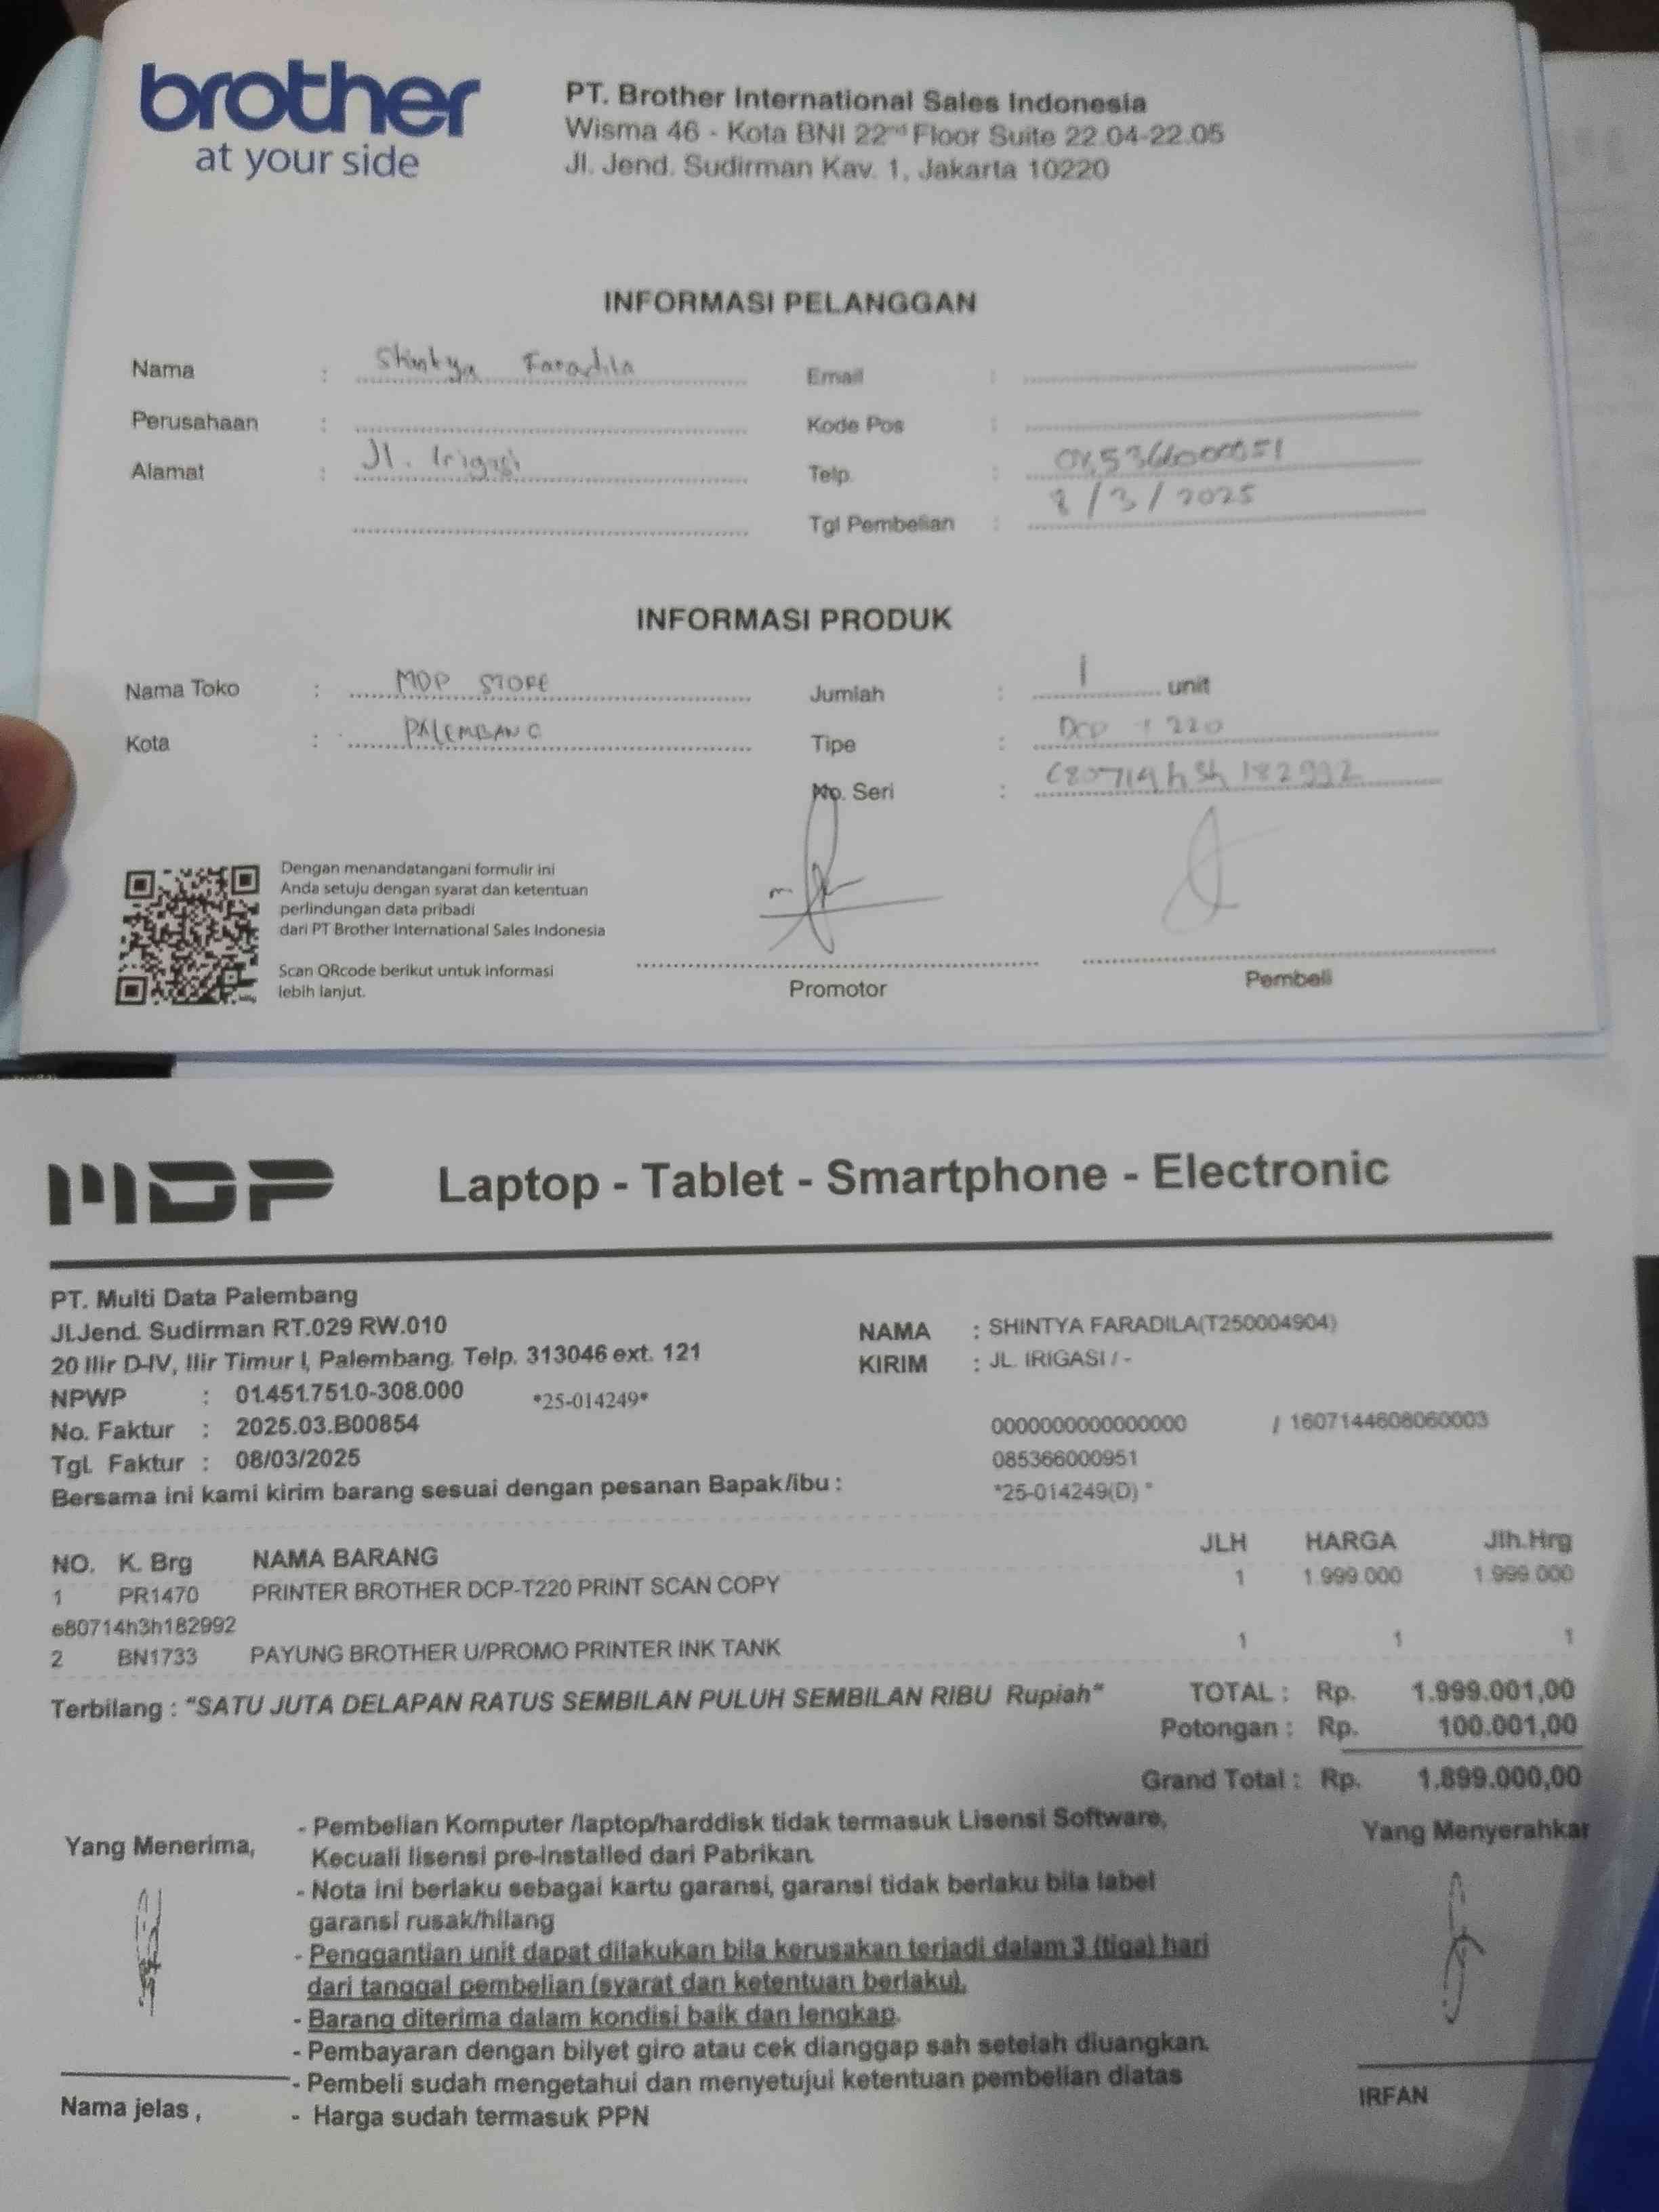 brother
at your side
PT. Brother International Sales Indonesia
Wisma 46 - Kota BNI 22nd Floor Suite 22.04-22.05
Jl. Jend. Sudirman Kav. 1, Jakarta 10220
INFORMASI PELANGGAN
Nama : Shintya Faradila
Perusahaan :
Alamat : Jl. Irigasi
Email :
Kode Pos :
Telp. :
Tgl Pembelian : 8/3/2025
INFORMASI PRODUK
Nama Toko : MDP STORE
Kota : PALEMBANG
Jumlah : 1 unit
Tipe : DCP T 220
No. Seri :
Dengan menandatangani formulir ini
Anda setuju dengan syarat dan ketentuan
perlindungan data pribadi
dari PT Brother International Sales Indonesia
Scan QRcode berikut untuk informasi
lebih lanjut.
Promotor
Pembeli
MDP Laptop - Tablet - Smartphone - Electronic
PT. Multi Data Palembang
Jl.Jend. Sudirman RT.029 RW.010
20 Ilir D-IV, Ilir Timur I, Palembang. Telp. 313046 ext. 121
NPWP : 01.451.751.0-308.000 *25-014249*
No. Faktur : 2025.03.B00854
Tgl. Faktur : 08/03/2025
Bersama ini kami kirim barang sesuai dengan pesanan Bapak/ibu :
NAMA : SHINTYA FARADILA(T250004904)
KIRIM : JL. IRIGASI / -
0000000000000000 / 1607144608060003
085366000951
*25-014249(D) *
NO. K. Brg NAMA BARANG JLH HARGA Jlh.Hrg
1 PR1470 PRINTER BROTHER DCP-T220 PRINT SCAN COPY 1 1.999.000 1.999.000
e80714h3h182992
2 BN1733 PAYUNG BROTHER U/PROMO PRINTER INK TANK 1 1 1
Terbilang : "SATU JUTA DELAPAN RATUS SEMBILAN PULUH SEMBILAN RIBU Rupiah"
TOTAL : Rp. 1.999.001,00
Potongan : Rp. 100.001,00
Grand Total : Rp. 1.899.000,00
Yang Menerima,
- Pembelian Komputer /laptop/harddisk tidak termasuk Lisensi Software,
Kecuali lisensi pre-installed dari Pabrikan.
- Nota ini berlaku sebagai kartu garansi, garansi tidak berlaku bila label
garansi rusak/hilang
- Penggantian unit dapat dilakukan bila kerusakan terjadi dalam 3 (tiga) hari
dari tanggal pembelian (syarat dan ketentuan berlaku).
- Barang diterima dalam kondisi baik dan lengkap.
- Pembayaran dengan bilyet giro atau cek dianggap sah setelah diuangkan.
- Pembeli sudah mengetahui dan menyetujui ketentuan pembelian diatas
- Harga sudah termasuk PPN
Yang Menyerahkan
Nama jelas ,
IRFAN